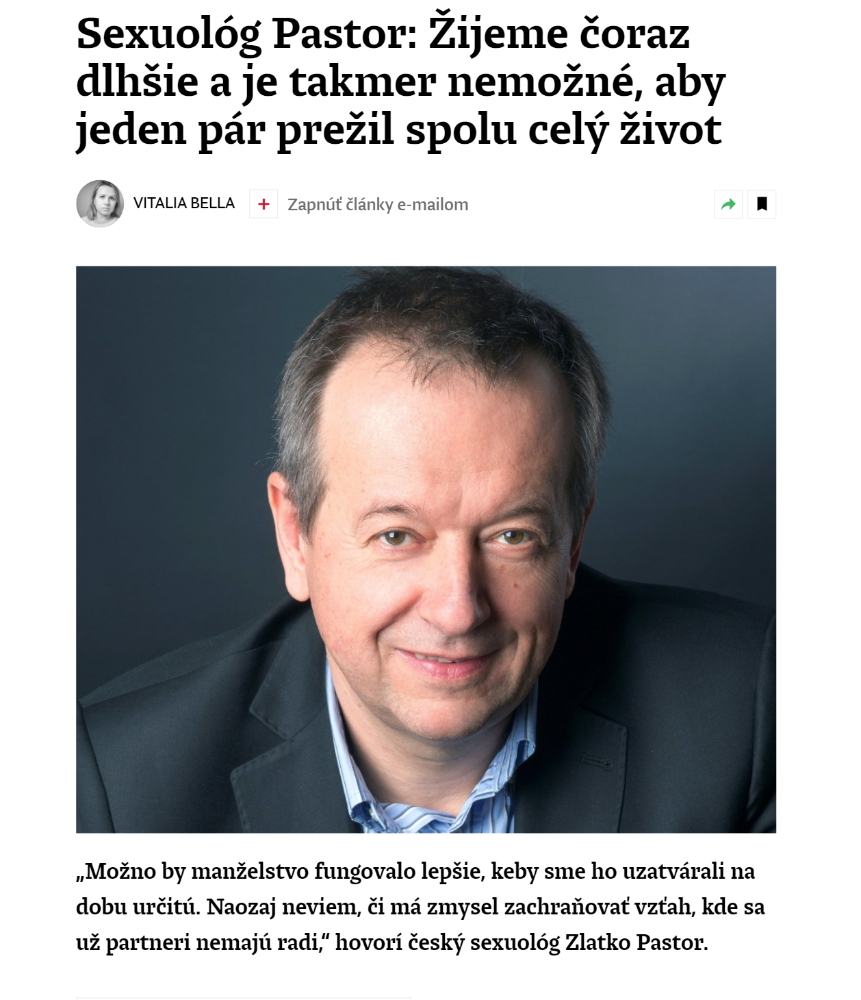 Sexuológ Pastor: Žijeme čoraz
dlhšie a je takmer nemožné, aby
jeden pár prežil spolu celý život
VITALIA BELLA + Zapnúť články e-mailom
„Možno by manželstvo fungovalo lepšie, keby sme ho uzatvárali na
dobu určitú. Naozaj neviem, či má zmysel zachraňovať vzťah, kde sa
už partneri nemajú radi,“ hovorí český sexuológ Zlatko Pastor.